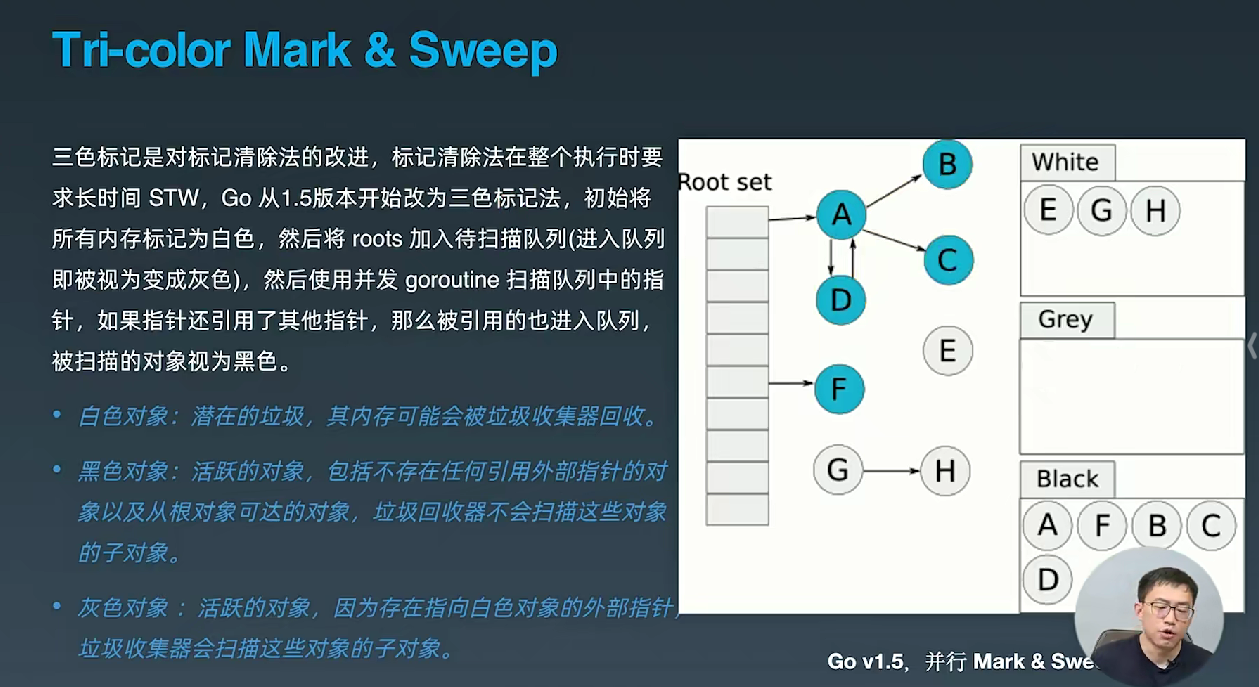 Tri-color Mark & Sweep
三色标记是对标记清除法的改进，标记清除法在整个执行时要
求长时间 STW，Go 从1.5版本开始改为三色标记法，初始将
所有内存标记为白色，然后将 roots 加入待扫描队列(进入队列
即被视为变成灰色)，然后使用并发 goroutine 扫描队列中的指
针，如果指针还引用了其他指针，那么被引用的也进入队列，
被扫描的对象视为黑色。
• 白色对象：潜在的垃圾，其内存可能会被垃圾收集器回收。
• 黑色对象：活跃的对象，包括不存在任何引用外部指针的对
象以及从根对象可达的对象，垃圾回收器不会扫描这些对象
的子对象。
• 灰色对象 ：活跃的对象，因为存在指向白色对象的外部指针，
垃圾收集器会扫描这些对象的子对象。
Root set
B
A
C
D
E
F
G
H
White
E G H
Grey
Black
A F B C
D
Go v1.5，并行 Mark &